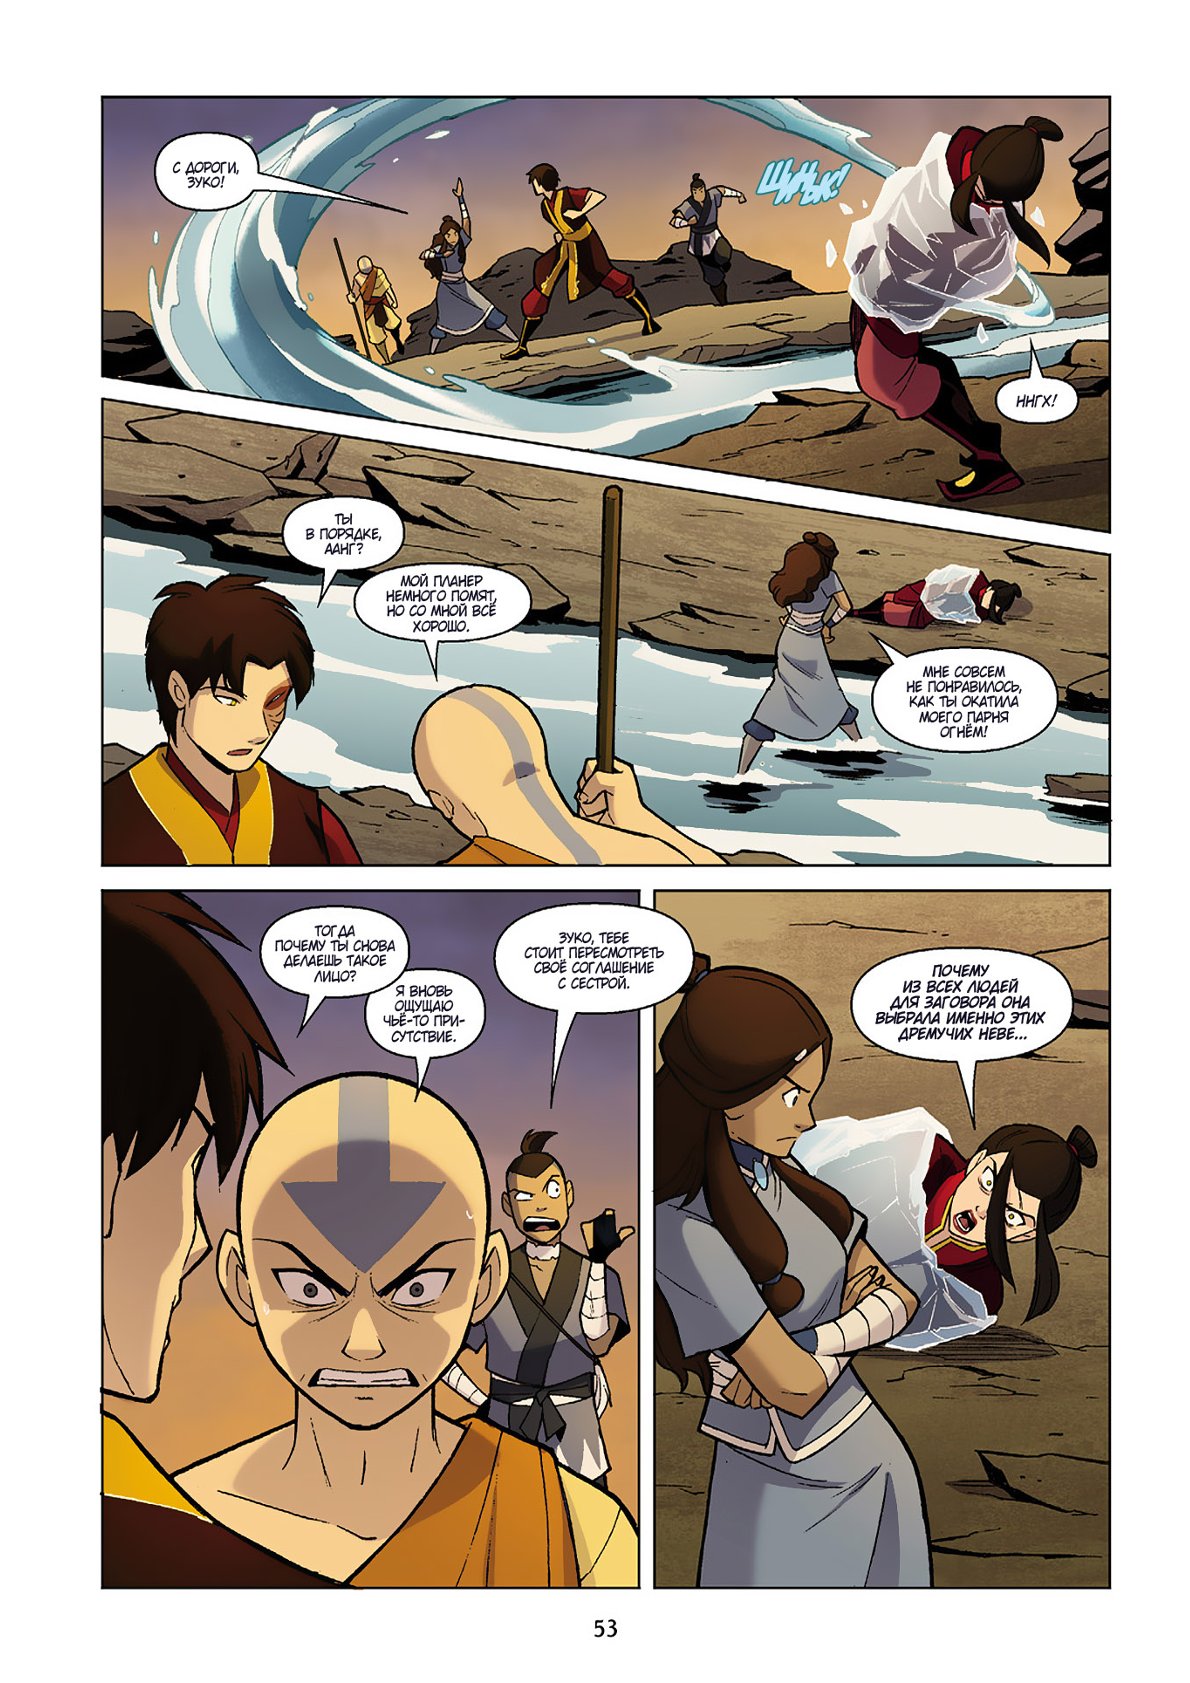 С ДОРОГИ,
ЗУКО!
ШИНЬК!
ННГХ!
ТЫ
В ПОРЯДКЕ,
ААНГ?
МОЙ ПЛАНЕР
НЕМНОГО ПОМЯТ,
НО СО МНОЙ ВСЁ
ХОРОШО.
МНЕ СОВСЕМ
НЕ ПОНРАВИЛОСЬ,
КАК ТЫ ОКАТИЛА
МОЕГО ПАРНЯ
ОГНЁМ!
ТОГДА
ПОЧЕМУ ТЫ СНОВА
ДЕЛАЕШЬ ТАКОЕ
ЛИЦО?
Я ВНОВЬ
ОЩУЩАЮ
ЧЬЁ-ТО ПРИ-
СУТСТВИЕ.
ЗУКО, ТЕБЕ
СТОИТ ПЕРЕСМОТРЕТЬ
СВОЁ СОГЛАШЕНИЕ
С СЕСТРОЙ.
ПОЧЕМУ
ИЗ ВСЕХ ЛЮДЕЙ
ДЛЯ ЗАГОВОРА ОНА
ВЫБРАЛА ИМЕННО ЭТИХ
ДРЕМУЧИХ НЕВЕ...
53